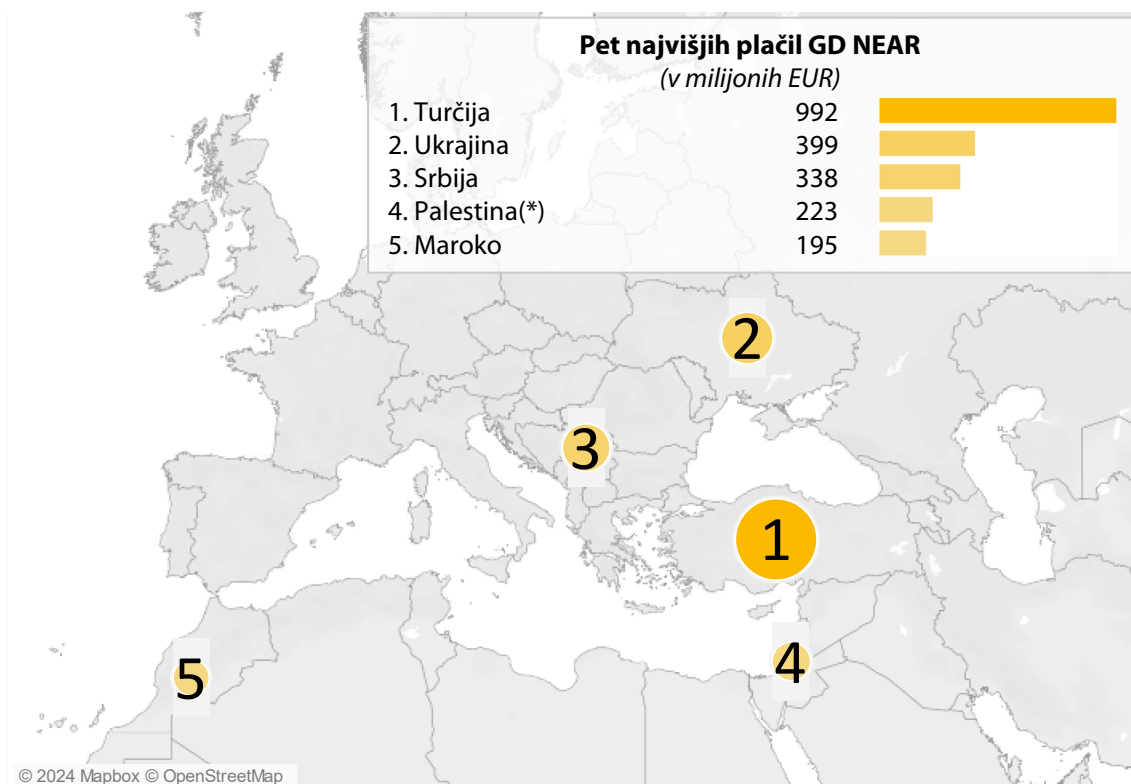 Pet najvišjih plačil GD NEAR
(v milijonih EUR)
1. Turčija 992
2. Ukrajina 399
3. Srbija 338
4. Palestina(*) 223
5. Maroko 195
2
3
1
4
5
© 2024 Mapbox © OpenStreetMap